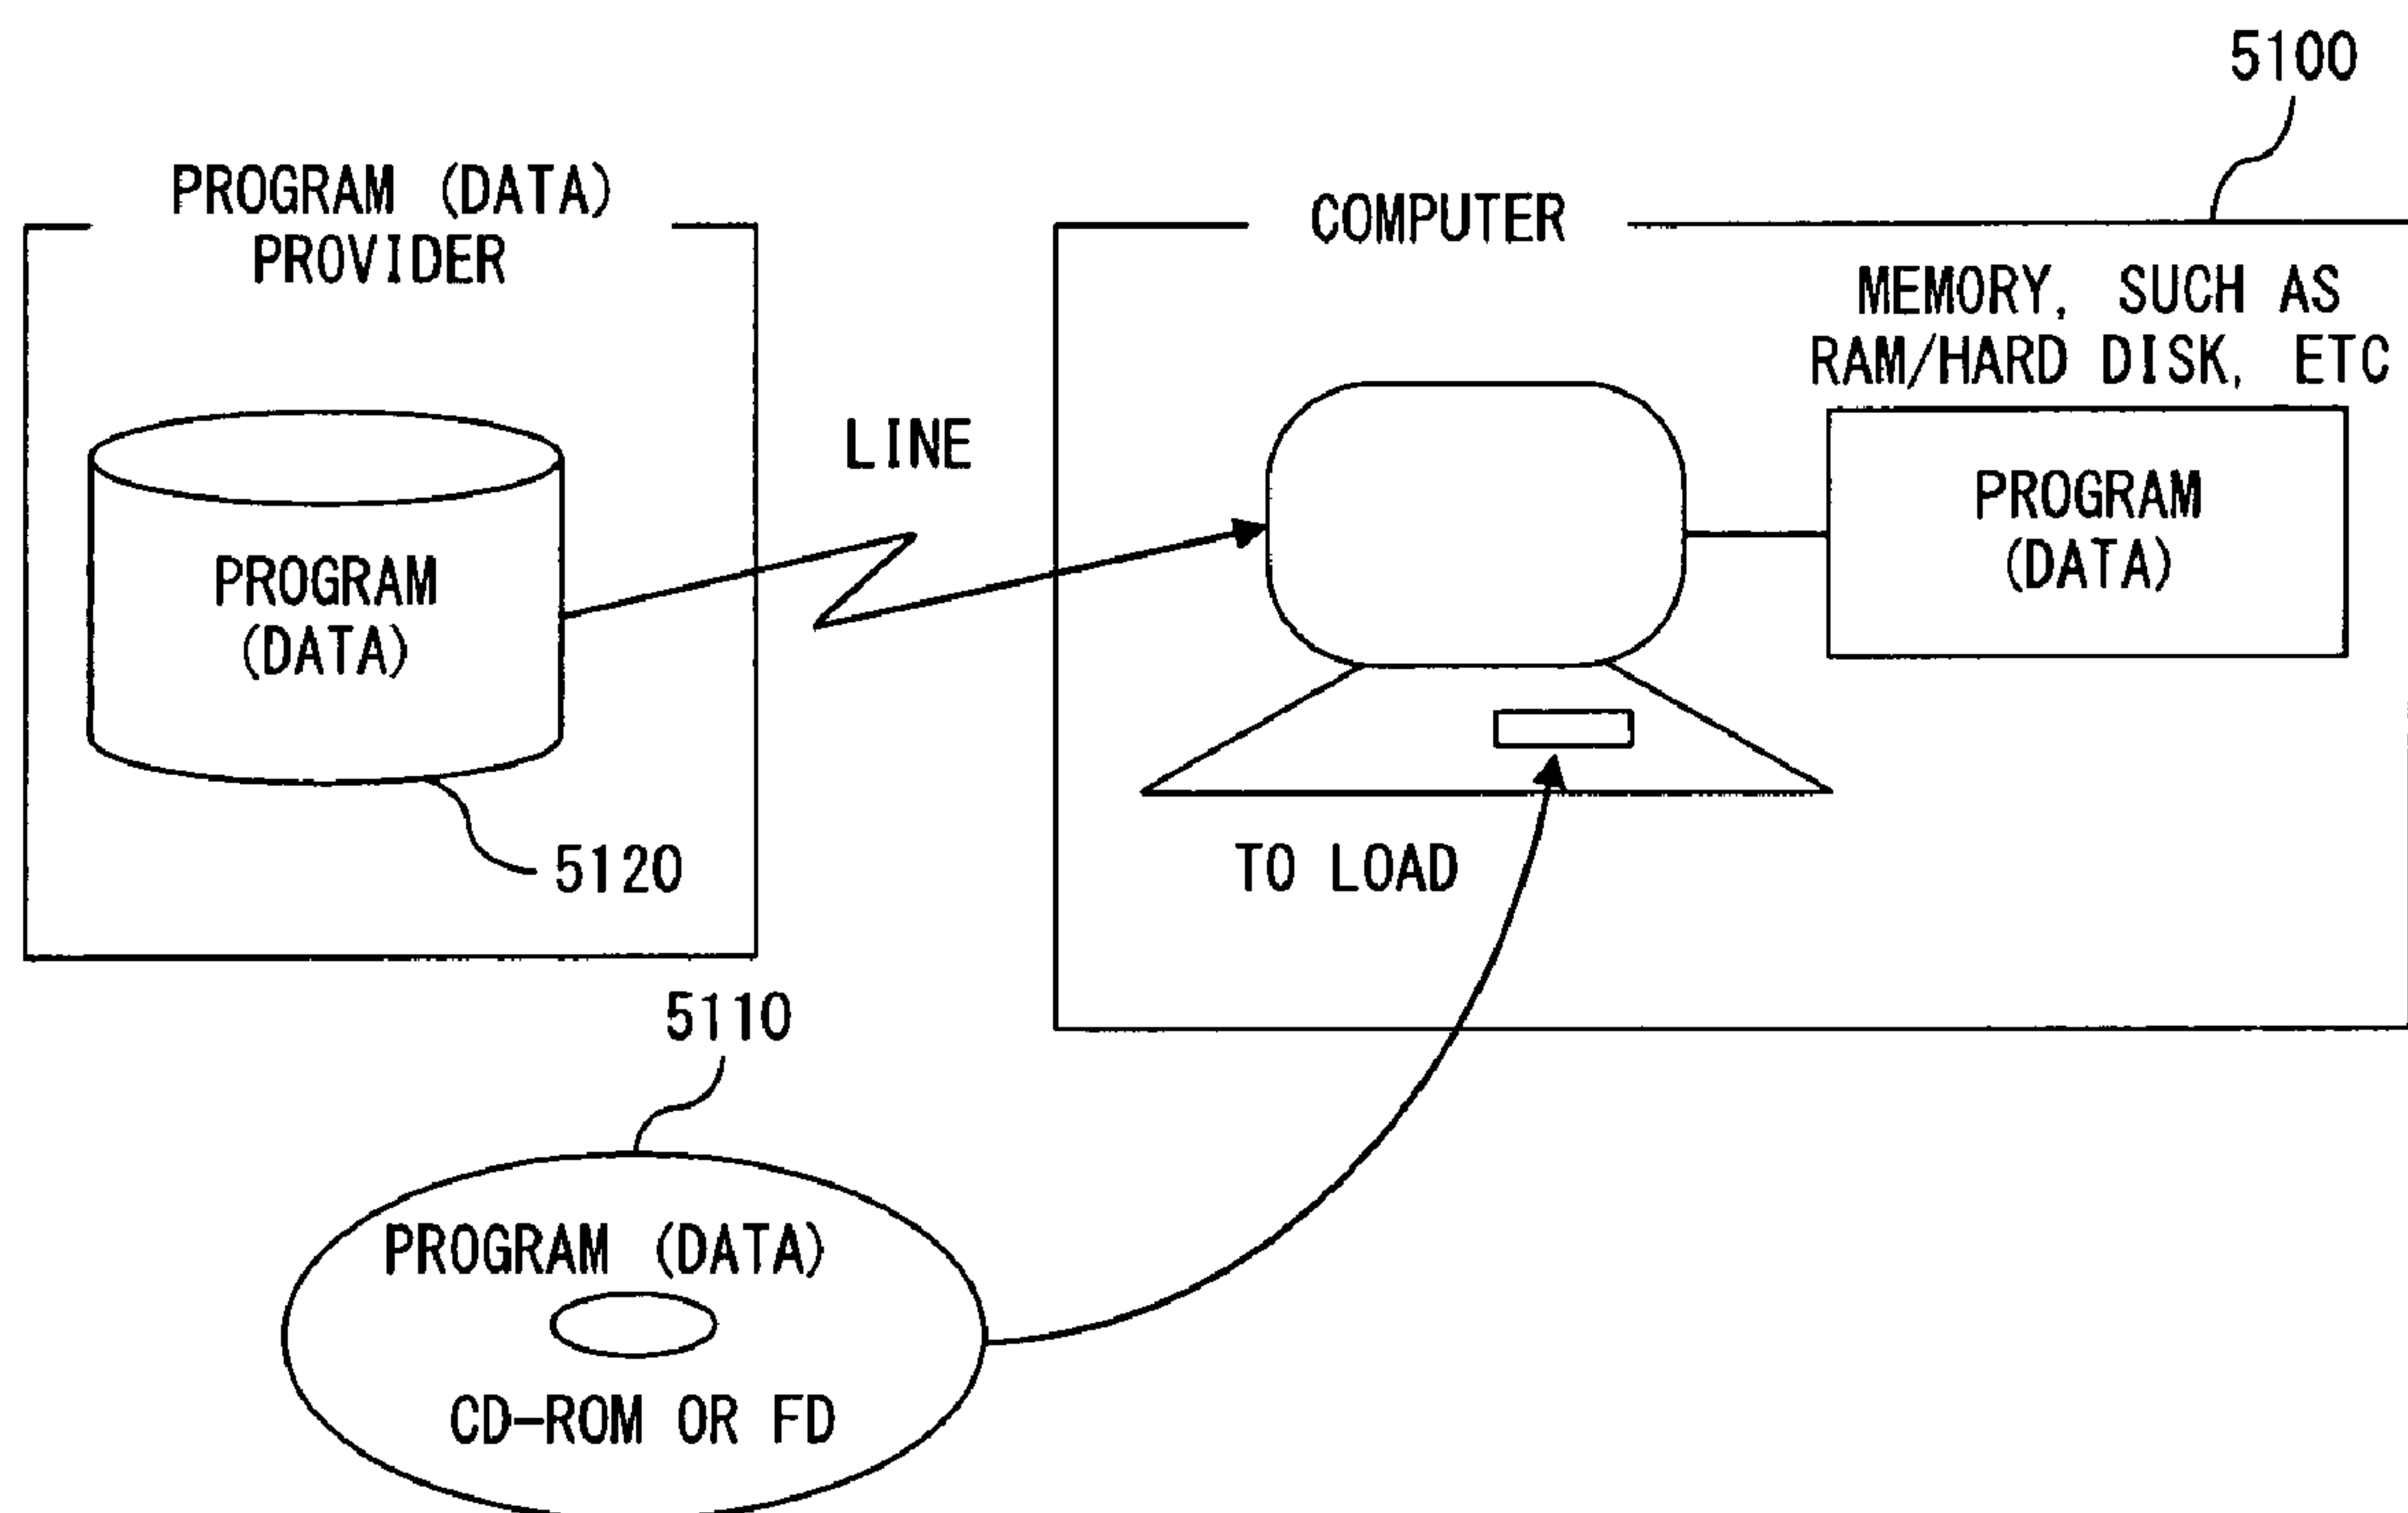 5100
PROGRAM (DATA)
PROVIDER
COMPUTER
MEMORY, SUCH AS
RAM/HARD DISK, ETC
LINE
PROGRAM
(DATA)
PROGRAM
(DATA)
5120
TO LOAD
5110
PROGRAM (DATA)
CD-ROM OR FD